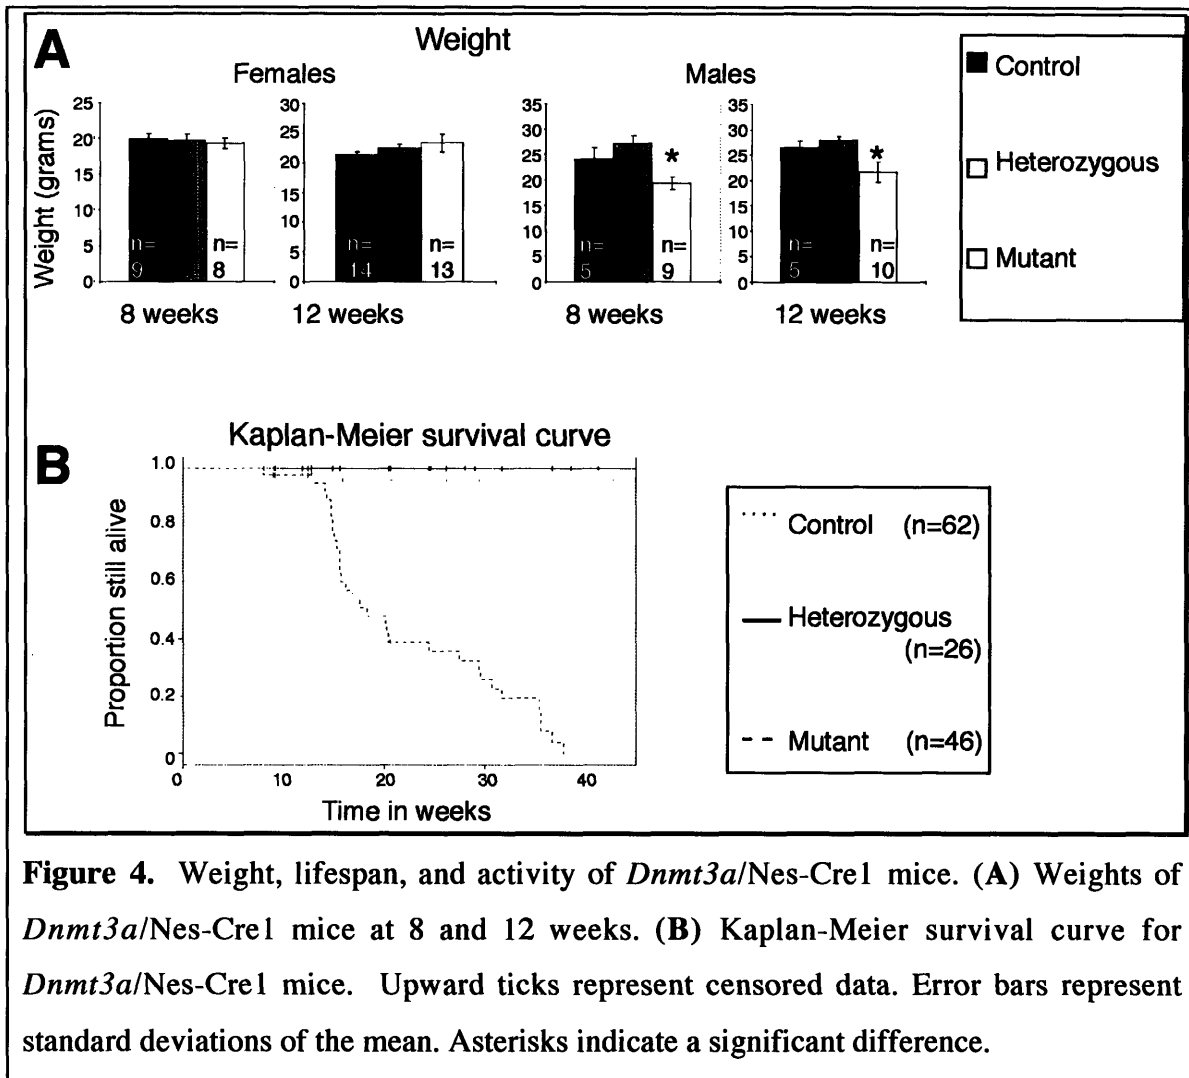 A
Weight
Females
Males
Weight (grams)
25
20
15
10
5
0
n=
9
n=
8
8 weeks
30
25
20
15
10
5
0
n=
14
n=
13
12 weeks
35
30
25
20
15
10
5
0
n=
5
*
n=
9
8 weeks
35
30
25
20
15
10
5
0
n=
5
*
n=
10
12 weeks
Control
Heterozygous
Mutant
B
Kaplan-Meier survival curve
Proportion still alive
1.0
0.8
0.6
0.4
0.2
0
0 10 20 30 40
Time in weeks
Control (n=62)
Heterozygous
(n=26)
Mutant (n=46)
Figure 4. Weight, lifespan, and activity of Dnmt3a/Nes-Cre1 mice. (A) Weights of
Dnmt3a/Nes-Cre1 mice at 8 and 12 weeks. (B) Kaplan-Meier survival curve for
Dnmt3a/Nes-Cre1 mice. Upward ticks represent censored data. Error bars represent
standard deviations of the mean. Asterisks indicate a significant difference.